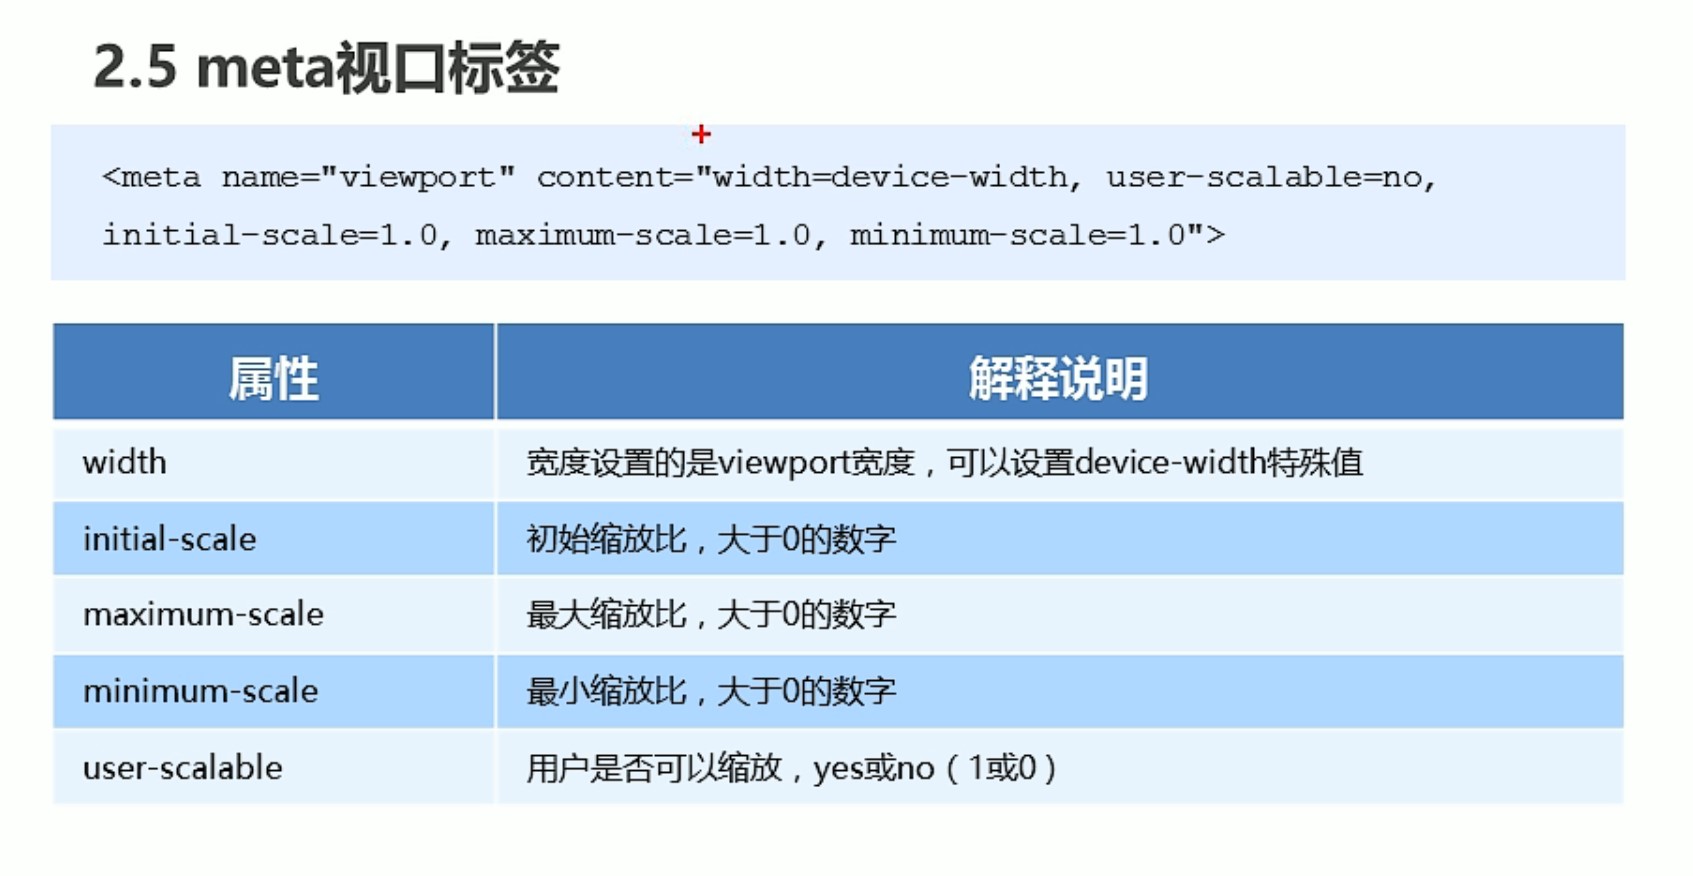 2.5 meta视口标签
<meta name="viewport" content="width=device-width, user-scalable=no,
initial-scale=1.0, maximum-scale=1.0, minimum-scale=1.0">
属性 解释说明
width 宽度设置的是viewport宽度，可以设置device-width特殊值
initial-scale 初始缩放比，大于0的数字
maximum-scale 最大缩放比，大于0的数字
minimum-scale 最小缩放比，大于0的数字
user-scalable 用户是否可以缩放，yes或no（1或0）